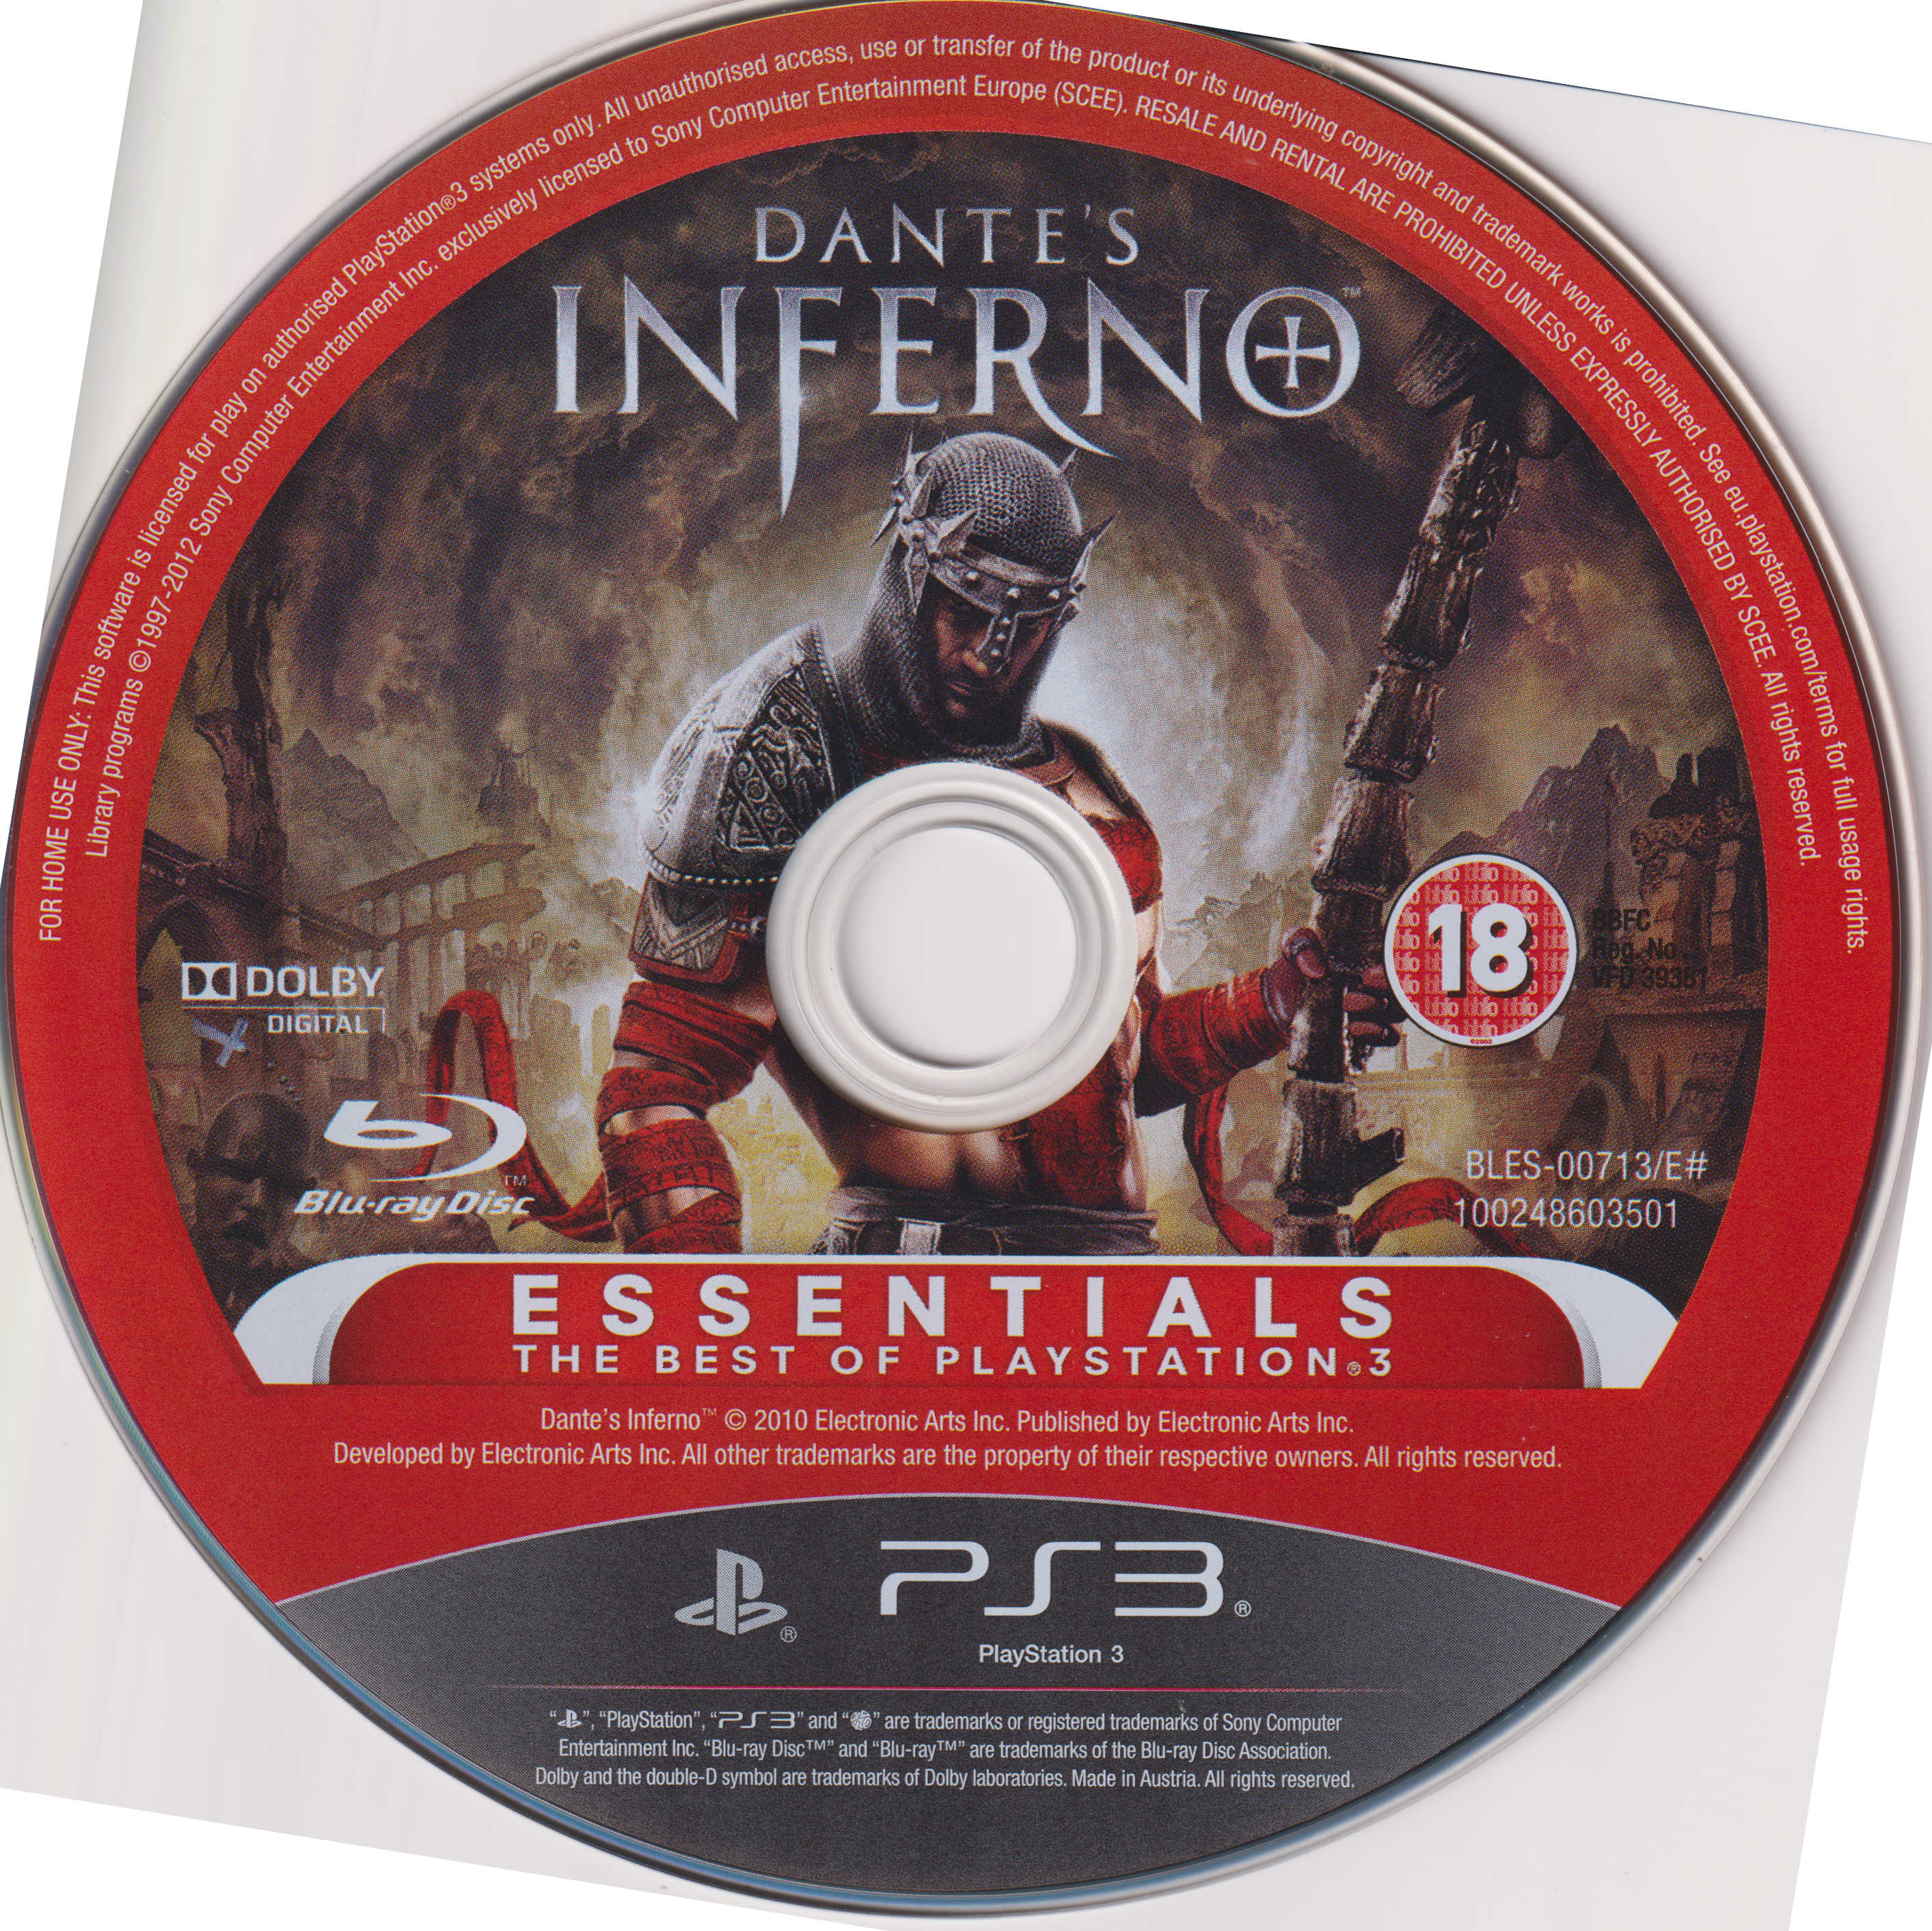 FOR HOME USE ONLY: This software is licensed for play on authorised PlayStation®3 systems only. All unauthorised access, use or transfer of the product or its underlying copyright and trademark works is prohibited. See eu.playstation.com/terms for full usage rights.
Library programs ©1997-2012 Sony Computer Entertainment Inc. exclusively licensed to Sony Computer Entertainment Europe (SCEE). RESALE AND RENTAL ARE PROHIBITED UNLESS EXPRESSLY AUTHORISED BY SCEE. All rights reserved.
DANTE'S
INFERNO™
18
BBFC
Reg. No.
©2002
DOLBY
DIGITAL
Blu-ray Disc™
BLES-00713/E#
100248603501
ESSENTIALS
THE BEST OF PLAYSTATION®3
Dante's Inferno™ © 2010 Electronic Arts Inc. Published by Electronic Arts Inc.
Developed by Electronic Arts Inc. All other trademarks are the property of their respective owners. All rights reserved.
PS3®
PlayStation 3
“ ”, “PlayStation”, “PS3” and “ ” are trademarks or registered trademarks of Sony Computer
Entertainment Inc. “Blu-ray Disc™” and “Blu-ray™” are trademarks of the Blu-ray Disc Association.
Dolby and the double-D symbol are trademarks of Dolby laboratories. Made in Austria. All rights reserved.